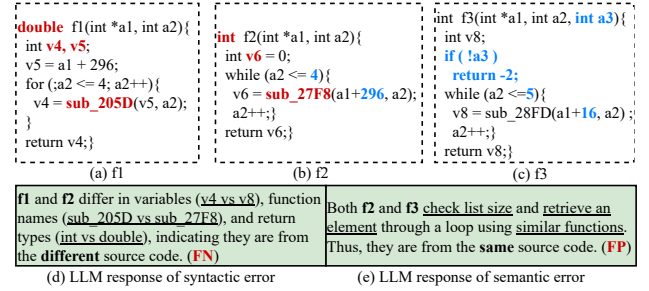 double f1(int *a1, int a2){
int v4, v5;
v5 = a1 + 296;
for (;a2 <= 4; a2++){
v4 = sub_205D(v5, a2);
}
return v4;}
(a) f1
int f2(int *a1, int a2){
int v6 = 0;
while (a2 <= 4){
v6 = sub_27F8(a1+296, a2);
a2++;}
return v6;}
(b) f2
int f3(int *a1, int a2, int a3){
int v8;
if ( !a3 )
return -2;
while (a2 <=5){
v8 = sub_28FD(a1+16, a2) ;
a2++;}
return v8;}
(c) f3
f1 and f2 differ in variables (v4 vs v8), function
names (sub_205D vs sub_27F8), and return
types (int vs double), indicating they are from
the different source code. (FN)
(d) LLM response of syntactic error
Both f2 and f3 check list size and retrieve an
element through a loop using similar functions.
Thus, they are from the same source code. (FP)
(e) LLM response of semantic error